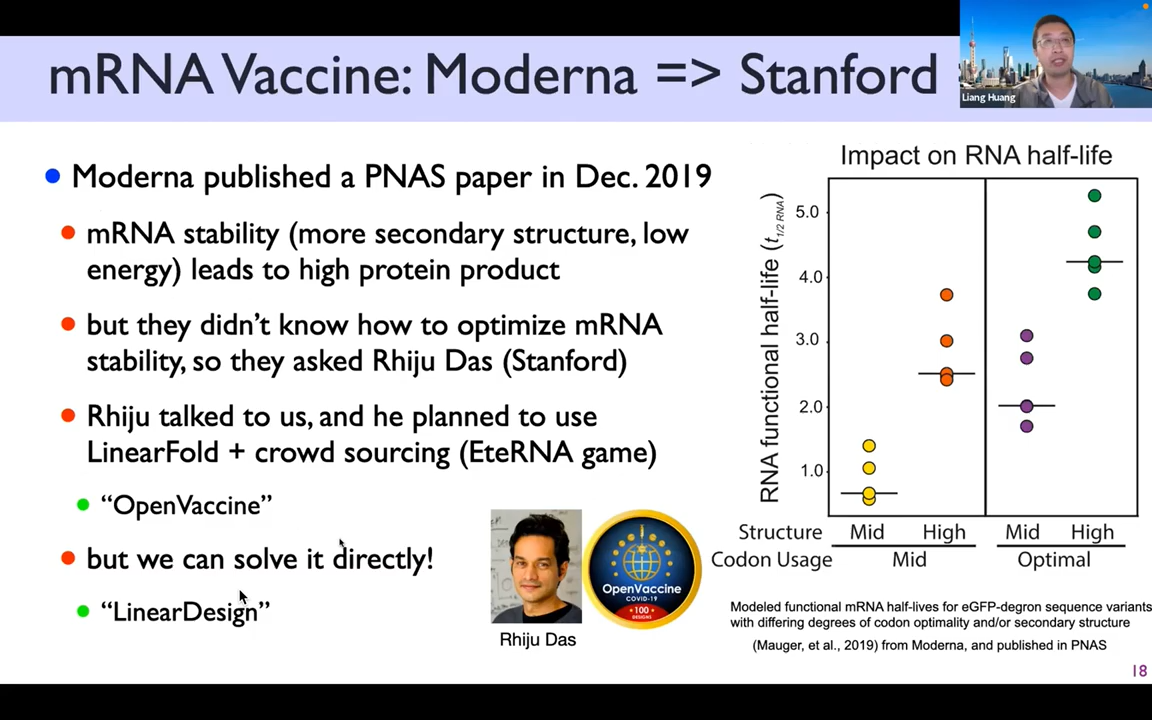 mRNA Vaccine: Moderna => Stanford
Liang Huang
Moderna published a PNAS paper in Dec. 2019
mRNA stability (more secondary structure, low
energy) leads to high protein product
but they didn't know how to optimize mRNA
stability, so they asked Rhiju Das (Stanford)
Rhiju talked to us, and he planned to use
LinearFold + crowd sourcing (EteRNA game)
“OpenVaccine”
but we can solve it directly!
“LinearDesign”
Rhiju Das
OpenVaccine
COVID-19
100
DESIGNS
Impact on RNA half-life
RNA functional half-life (t1/2 RNA)
5.0
4.0
3.0
2.0
1.0
Structure Mid High Mid High
Codon Usage Mid Optimal
Modeled functional mRNA half-lives for eGFP-degron sequence variants
with differing degrees of codon optimality and/or secondary structure
(Mauger, et al., 2019) from Moderna, and published in PNAS
18